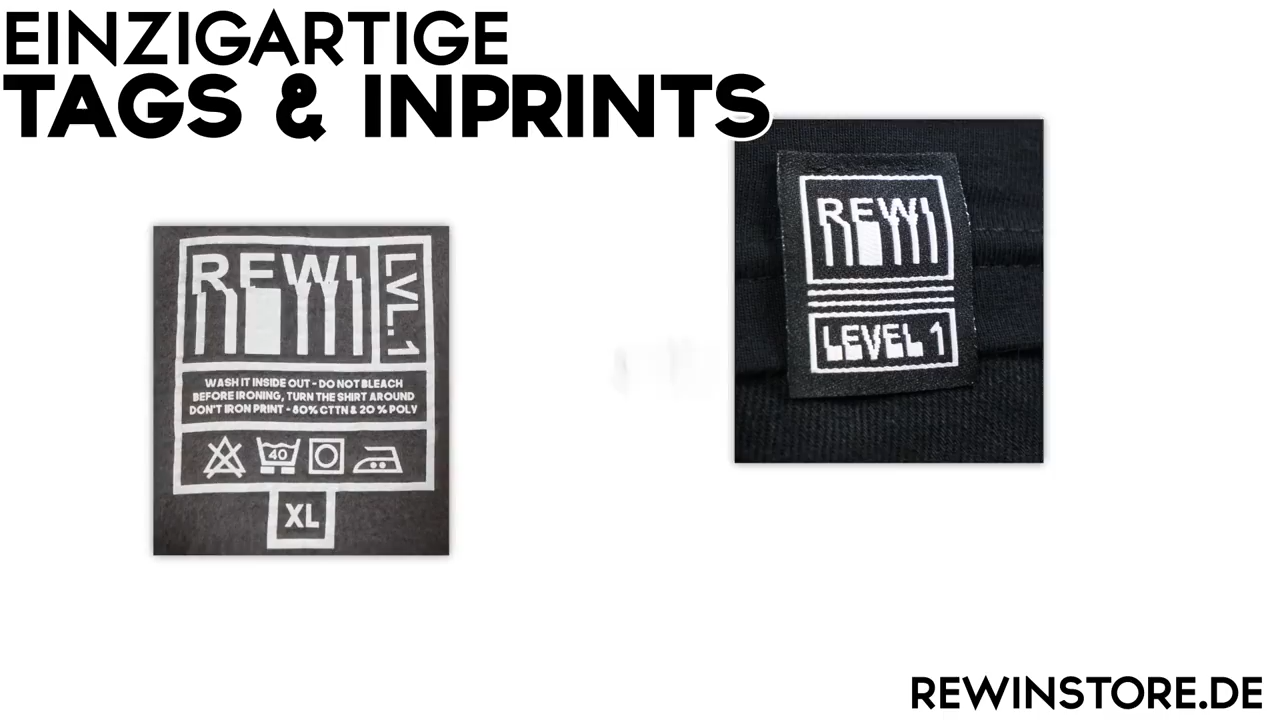 EINZIGARTIGE
TAGS & INPRINTS
REWI
LVL.1
WASH IT INSIDE OUT - DO NOT BLEACH
BEFORE IRONING, TURN THE SHIRT AROUND
DON'T IRON PRINT - 80% CTTN & 20 % POLY
40
XL
REWI
LEVEL 1
REWINSTORE.DE